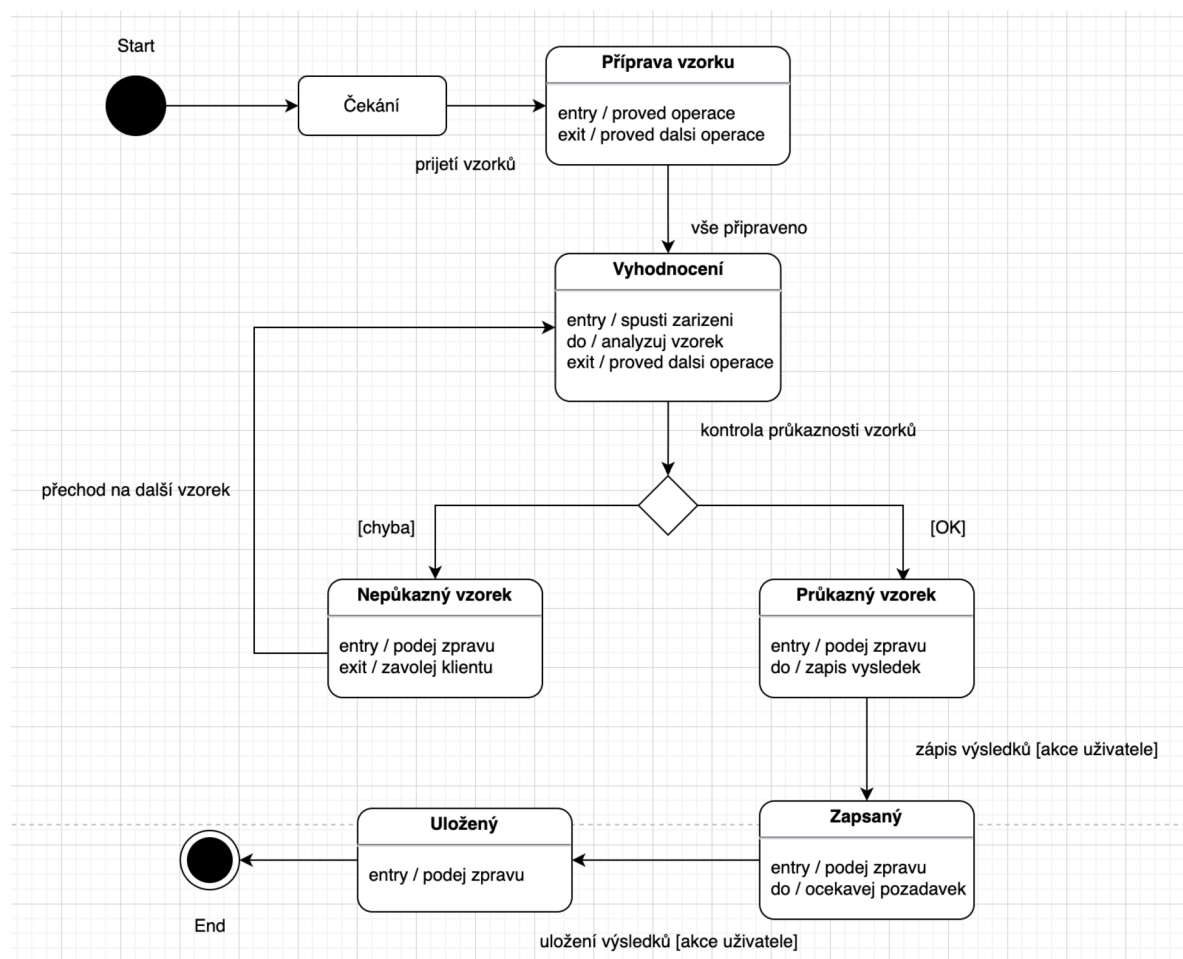 Start
Čekání
prijetí vzorků
Příprava vzorku
entry / proved operace
exit / proved dalsi operace
vše připraveno
Vyhodnocení
entry / spusti zarizeni
do / analyzuj vzorek
exit / proved dalsi operace
kontrola průkaznosti vzorků
přechod na další vzorek
[chyba]
[OK]
Nepůkazný vzorek
entry / podej zpravu
exit / zavolej klientu
Průkazný vzorek
entry / podej zpravu
do / zapis vysledek
zápis výsledků [akce uživatele]
Zapsaný
entry / podej zpravu
do / ocekavej pozadavek
Uložený
entry / podej zpravu
End
uložení výsledků [akce uživatele]